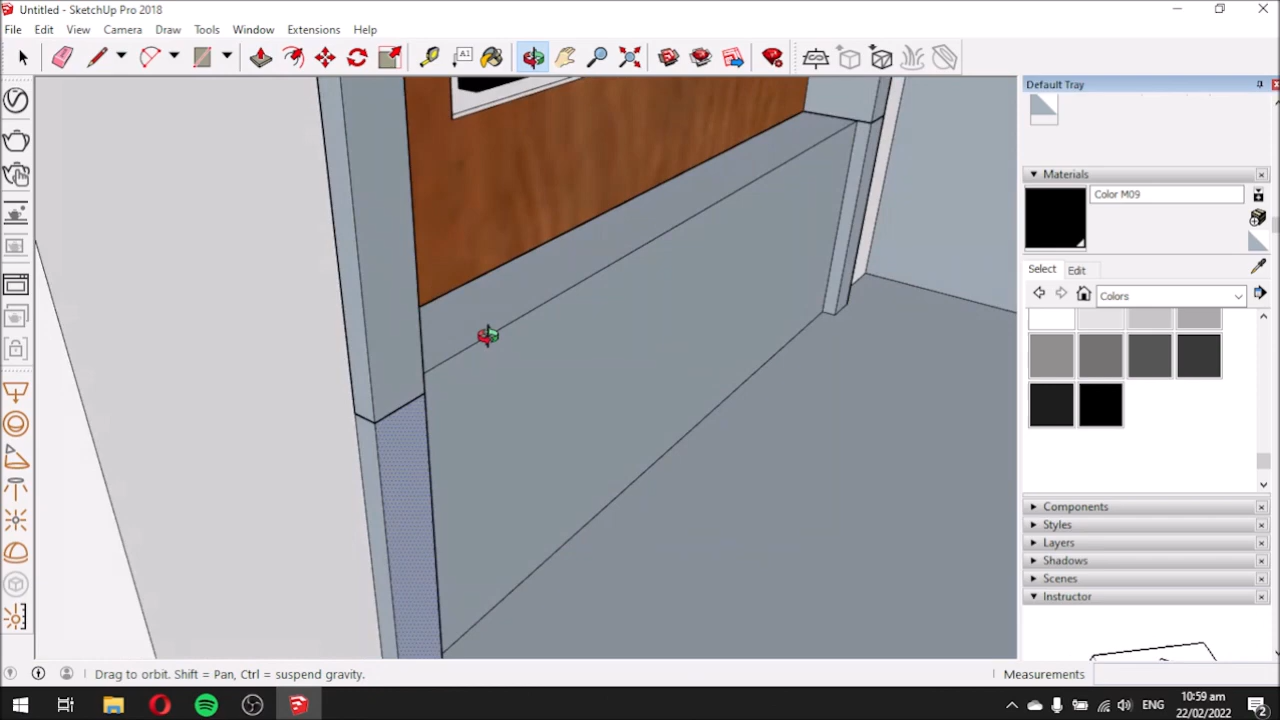 Untitled - SketchUp Pro 2018
File Edit View Camera Draw Tools Window Extensions Help
A1
Default Tray
Materials
Color M09
Select Edit
Colors
Components
Styles
Layers
Shadows
Scenes
Instructor
Drag to orbit. Shift = Pan, Ctrl = suspend gravity.
Measurements
ENG
10:59 am
22/02/2022
2